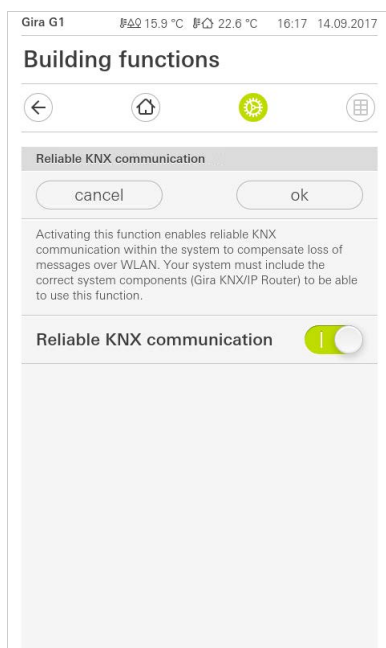 Gira G1 15.9 °C 22.6 °C 16:17 14.09.2017
Building functions
Reliable KNX communication
cancel ok
Activating this function enables reliable KNX
communication within the system to compensate loss of
messages over WLAN. Your system must include the
correct system components (Gira KNX/IP Router) to be able
to use this function.
Reliable KNX communication